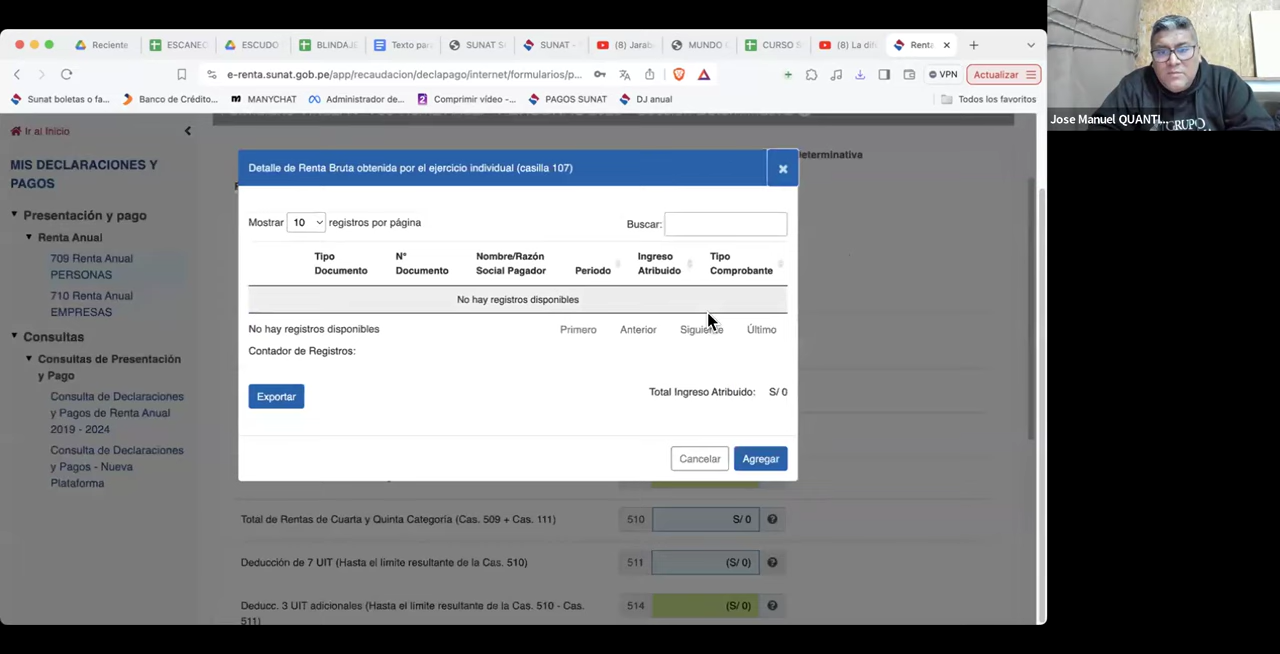 Reciente
ESCANEC
ESCUDO
BLINDAJE
Texto par
SUNAT S
SUNAT -
(8) Jarab
MUNDO
CURSO S
(8) La dif
Renta
e-renta.sunat.gob.pe/app/recaudacion/declapago/internet/formularios/p...
VPN
Actualizar
Sunat boletas o fa...
Banco de Crédito...
MANYCHAT
Administrador de...
Comprimir vídeo -...
PAGOS SUNAT
DJ anual
Todos los favoritos
Jose Manuel QUANTI...
GRUPO
Ir al Inicio
MIS DECLARACIONES Y
PAGOS
Presentación y pago
Renta Anual
709 Renta Anual
PERSONAS
710 Renta Anual
EMPRESAS
Consultas
Consultas de Presentación
y Pago
Consulta de Declaraciones
y Pagos de Renta Anual
2019 - 2024
Consulta de Declaraciones
y Pagos - Nueva
Plataforma
eterminativa
Detalle de Renta Bruta obtenida por el ejercicio individual (casilla 107)
Mostrar 10 registros por página
Buscar:
Tipo Documento
N° Documento
Nombre/Razón Social Pagador
Periodo
Ingreso Atribuido
Tipo Comprobante
No hay registros disponibles
No hay registros disponibles
Primero Anterior Siguiente Último
Contador de Registros:
Exportar
Total Ingreso Atribuido: S/ 0
Cancelar
Agregar
Total de Rentas de Cuarta y Quinta Categoría (Cas. 509 + Cas. 111) 510 S/ 0
Deducción de 7 UIT (Hasta el límite resultante de la Cas. 510) 511 (S/ 0)
Deducc. 3 UIT adicionales (Hasta el límite resultante de la Cas. 510 - Cas. 514 (S/ 0)
511)